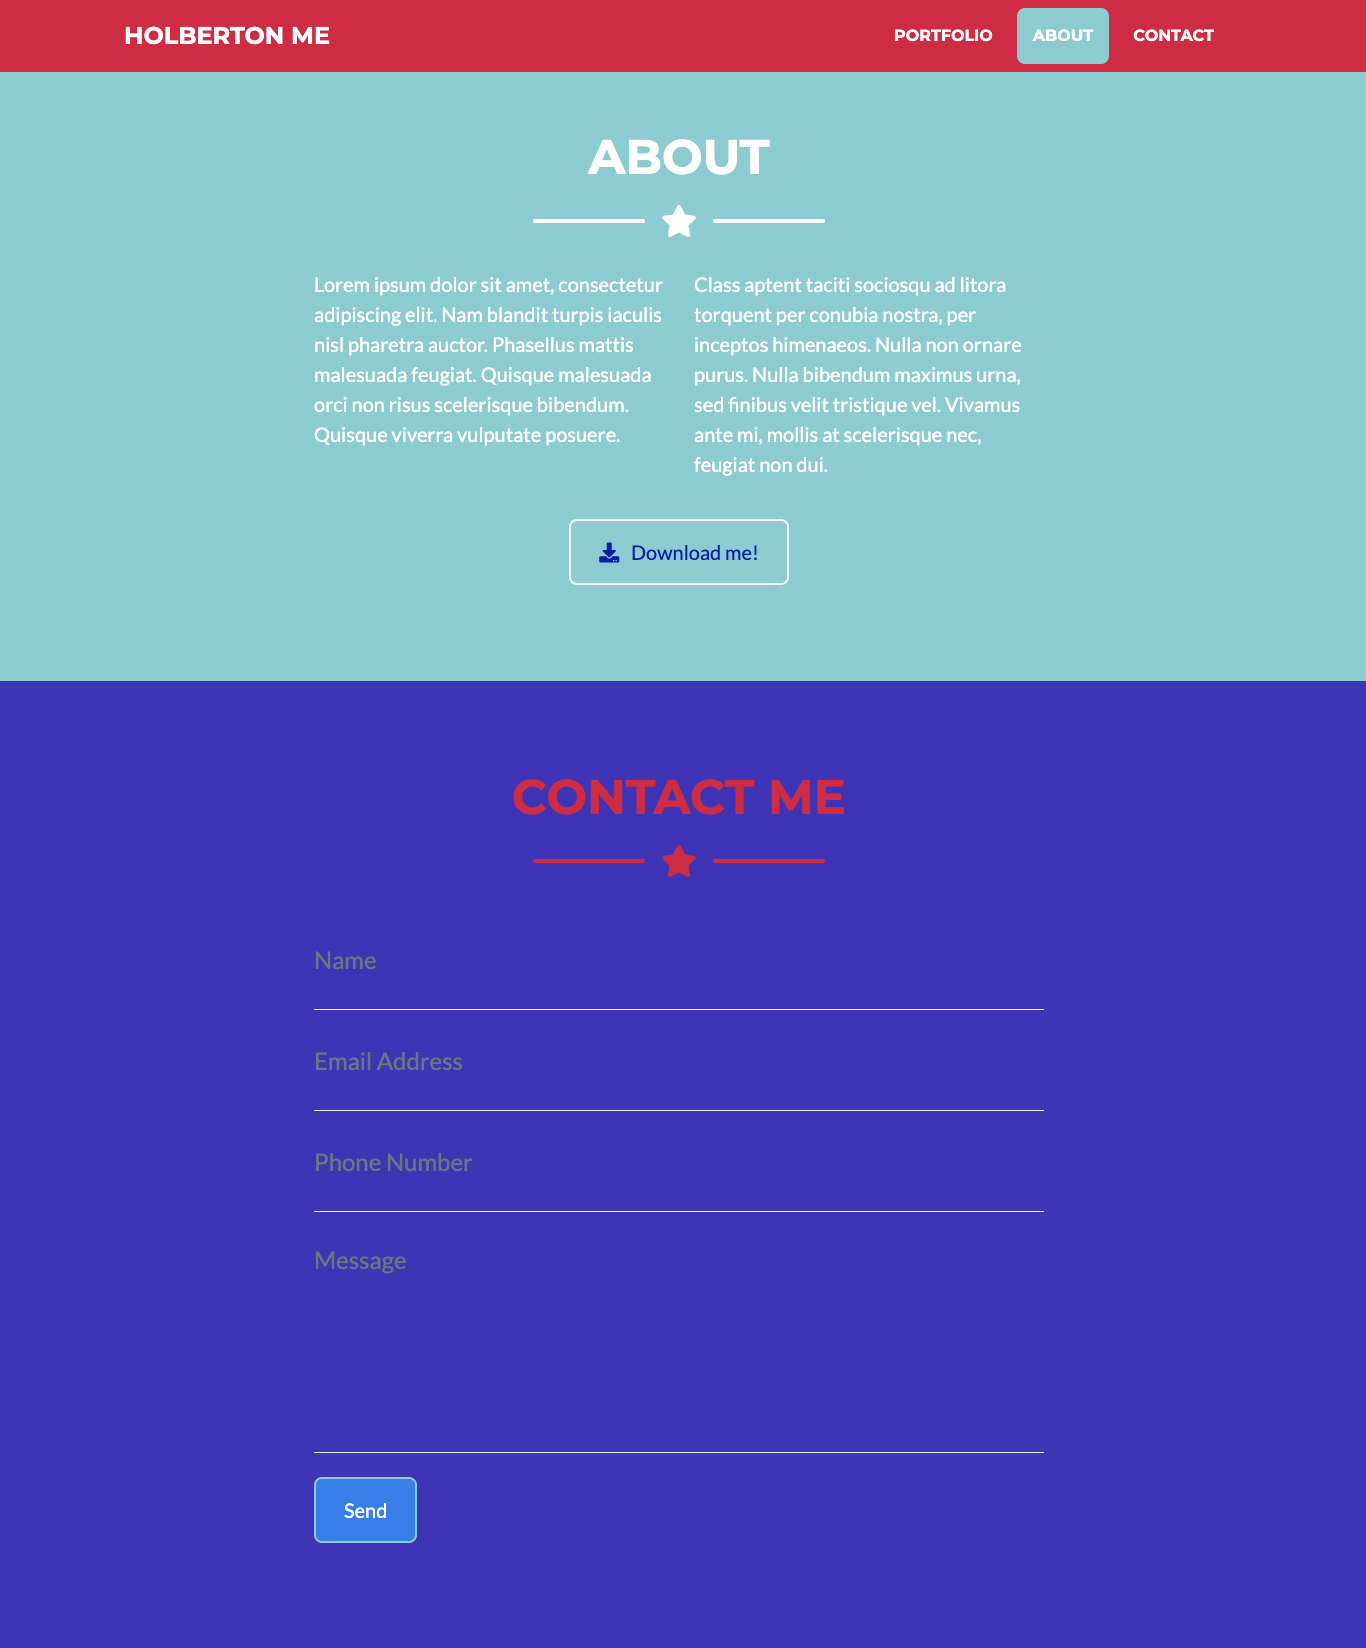 HOLBERTON ME
PORTFOLIO
ABOUT
CONTACT
ABOUT
Lorem ipsum dolor sit amet, consectetur
adipiscing elit. Nam blandit turpis iaculis
nisl pharetra auctor. Phasellus mattis
malesuada feugiat. Quisque malesuada
orci non risus scelerisque bibendum.
Quisque viverra vulputate posuere.
Class aptent taciti sociosqu ad litora
torquent per conubia nostra, per
inceptos himenaeos. Nulla non ornare
purus. Nulla bibendum maximus urna,
sed finibus velit tristique vel. Vivamus
ante mi, mollis at scelerisque nec,
feugiat non dui.
Download me!
CONTACT ME
Name
Email Address
Phone Number
Message
Send